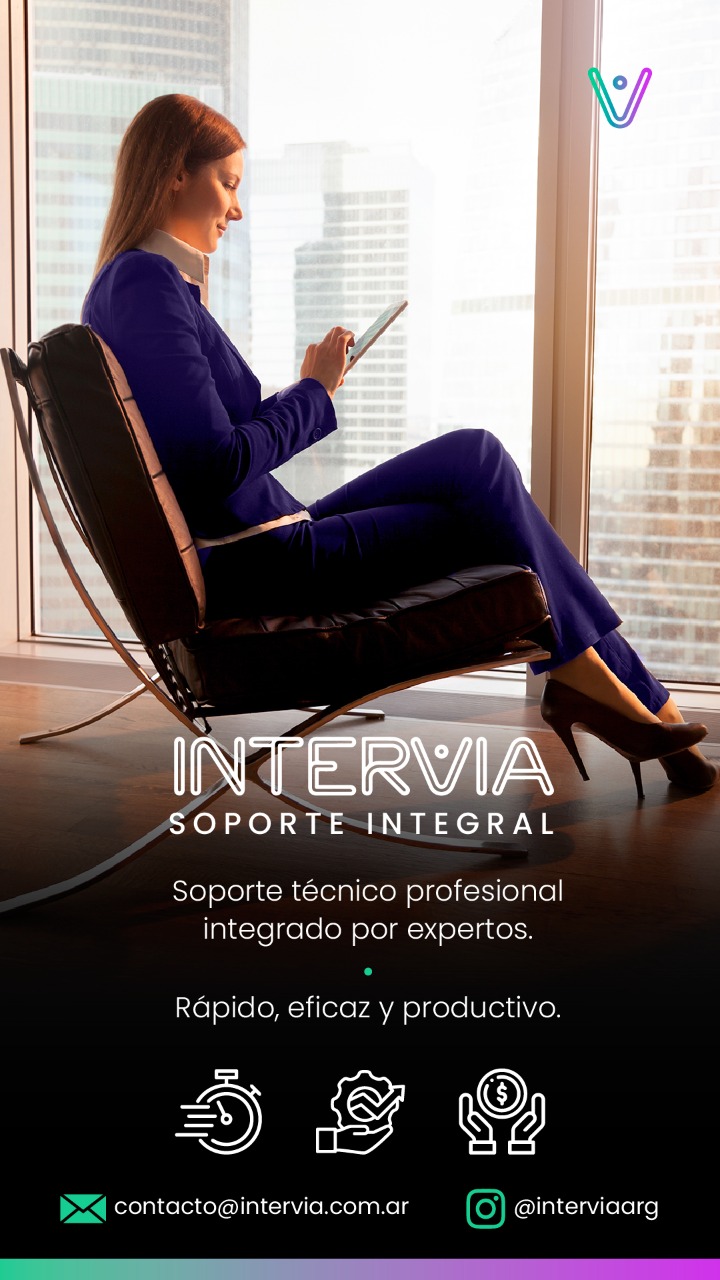 INTERVIA
SOPORTE INTEGRAL
Soporte técnico profesional
integrado por expertos.
Rápido, eficaz y productivo.
$
contacto@intervia.com.ar
@interviaarg